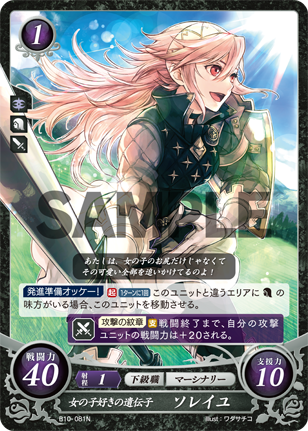 1
SAMPLE
あたしは、女の子のお尻だけじゃなくて
その可愛い全部を追いかけてるのよ!
発進準備オッケー! 起 1ターンに1回 このユニットと違うエリアに の
味方がいる場合、このユニットを移動させる。
攻撃の紋章 支 戦闘終了まで、自分の攻撃
ユニットの戦闘力は+20される。
戦闘力
40
射程 1 下級職 マーシナリー
支援力
10
女の子好きの遺伝子 ソレイユ
B10-081N
Illust:ワダサチコ